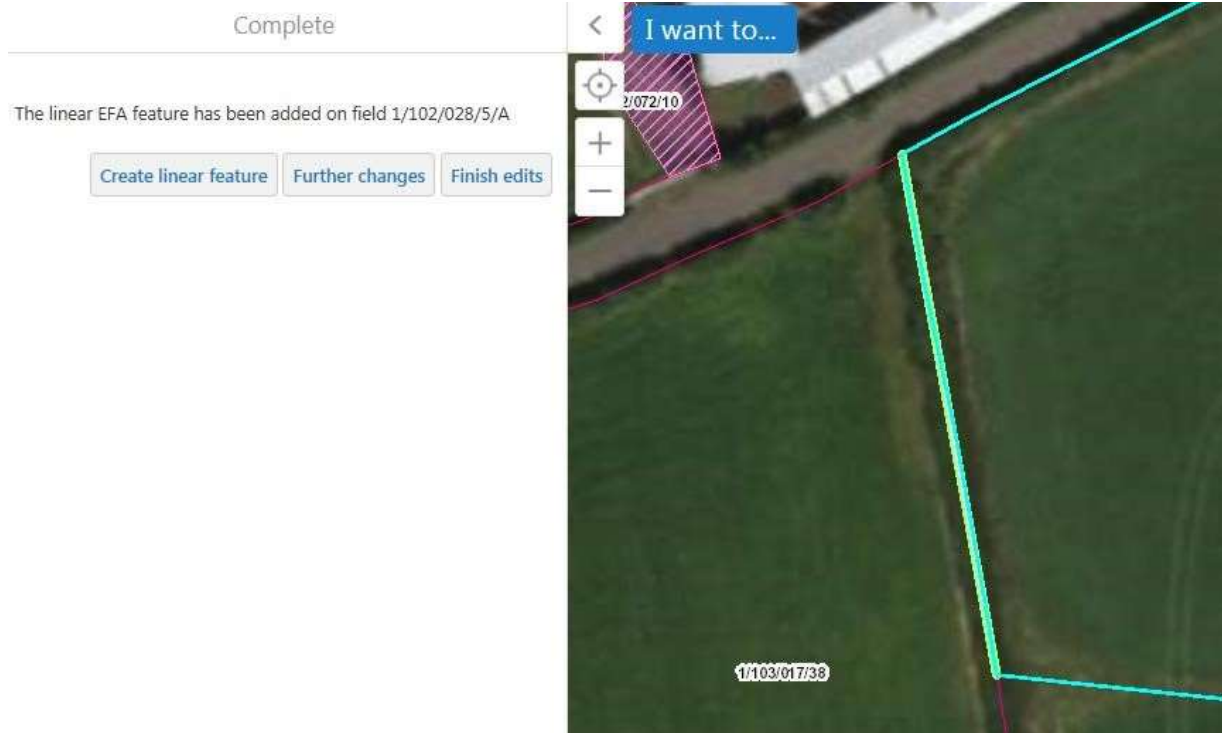 Complete
The linear EFA feature has been added on field 1/102/028/5/A
Create linear feature Further changes Finish edits
I want to...
2/072/10
1/103/017/38